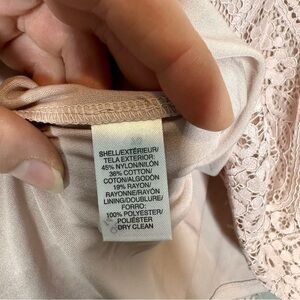 SHELL/EXTÉRIEUR/
TELA EXTERIOR:
45% NYLON/NILÓN
36% COTTON/
COTON/ALGODÓN
19% RAYON/
RAYONNE/RAYÓN
LINING/DOUBLURE/
FORRO:
100% POLYESTER/
POLIÉSTER
DRY CLEAN